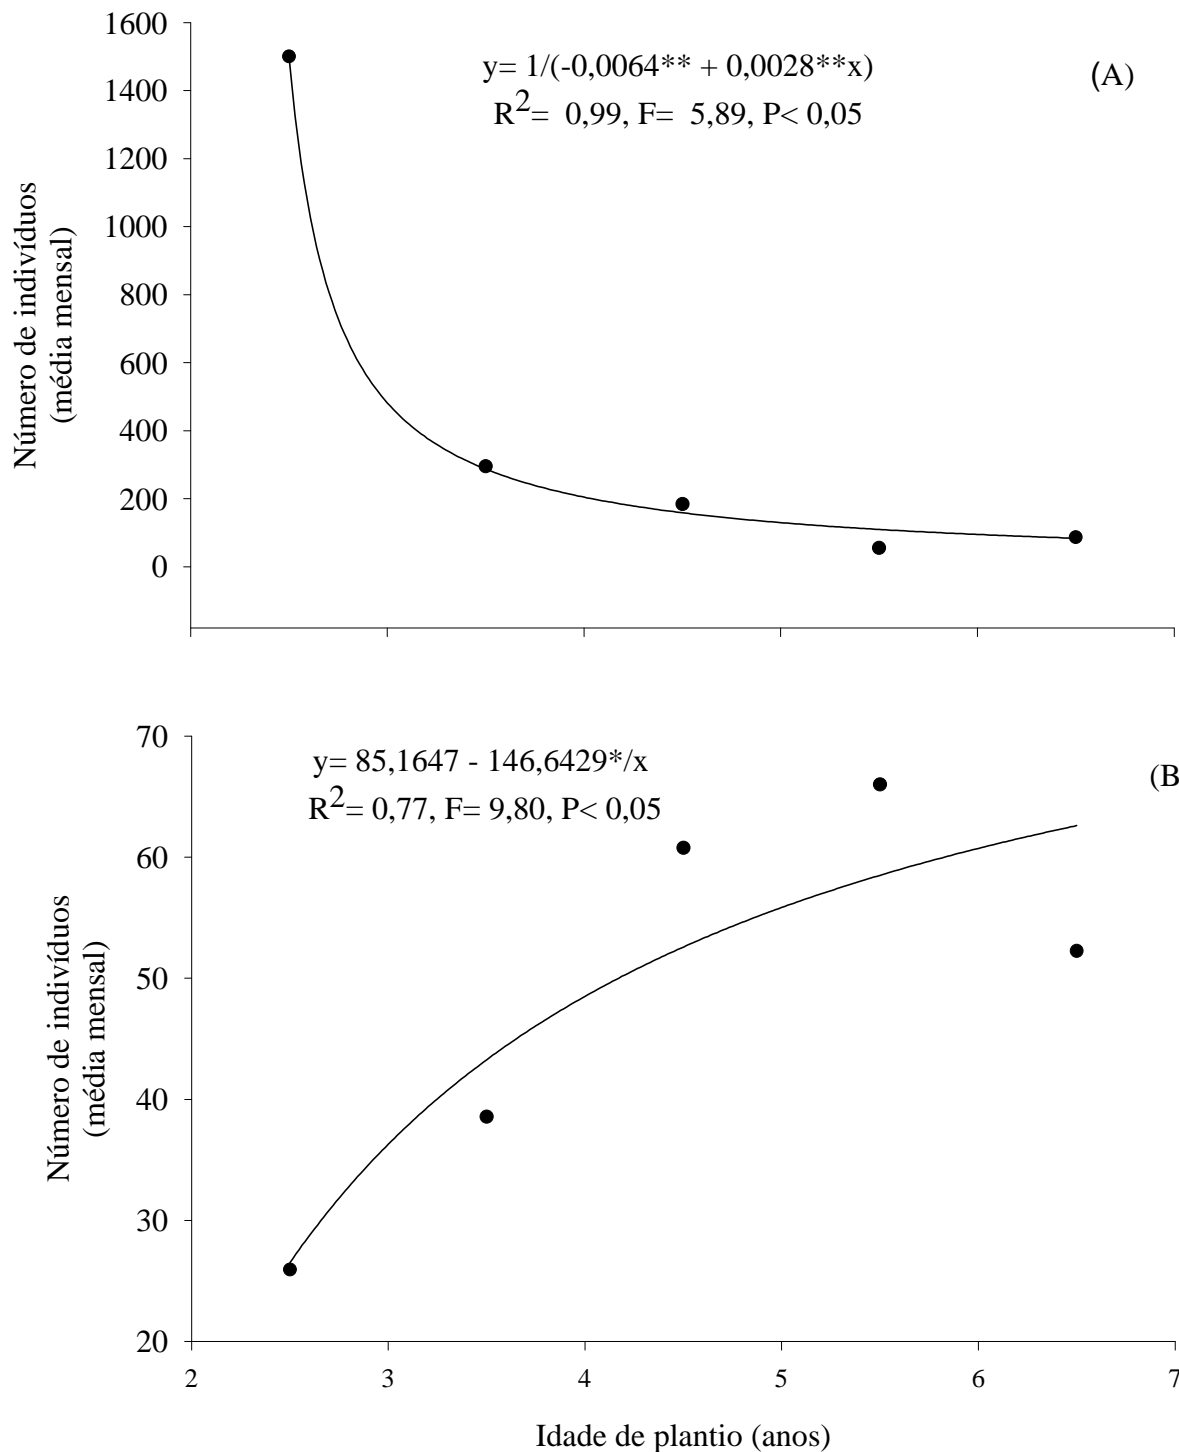 1600
1400
1200
1000
800
600
400
200
0
Número de indivíduos
(média mensal)
y= 1/(-0,0064** + 0,0028**x)
R2= 0,99, F= 5,89, P< 0,05
(A)
70
60
50
40
30
20
Número de indivíduos
(média mensal)
y= 85,1647 - 146,6429*/x
R2= 0,77, F= 9,80, P< 0,05
(B
2 3 4 5 6 7
Idade de plantio (anos)